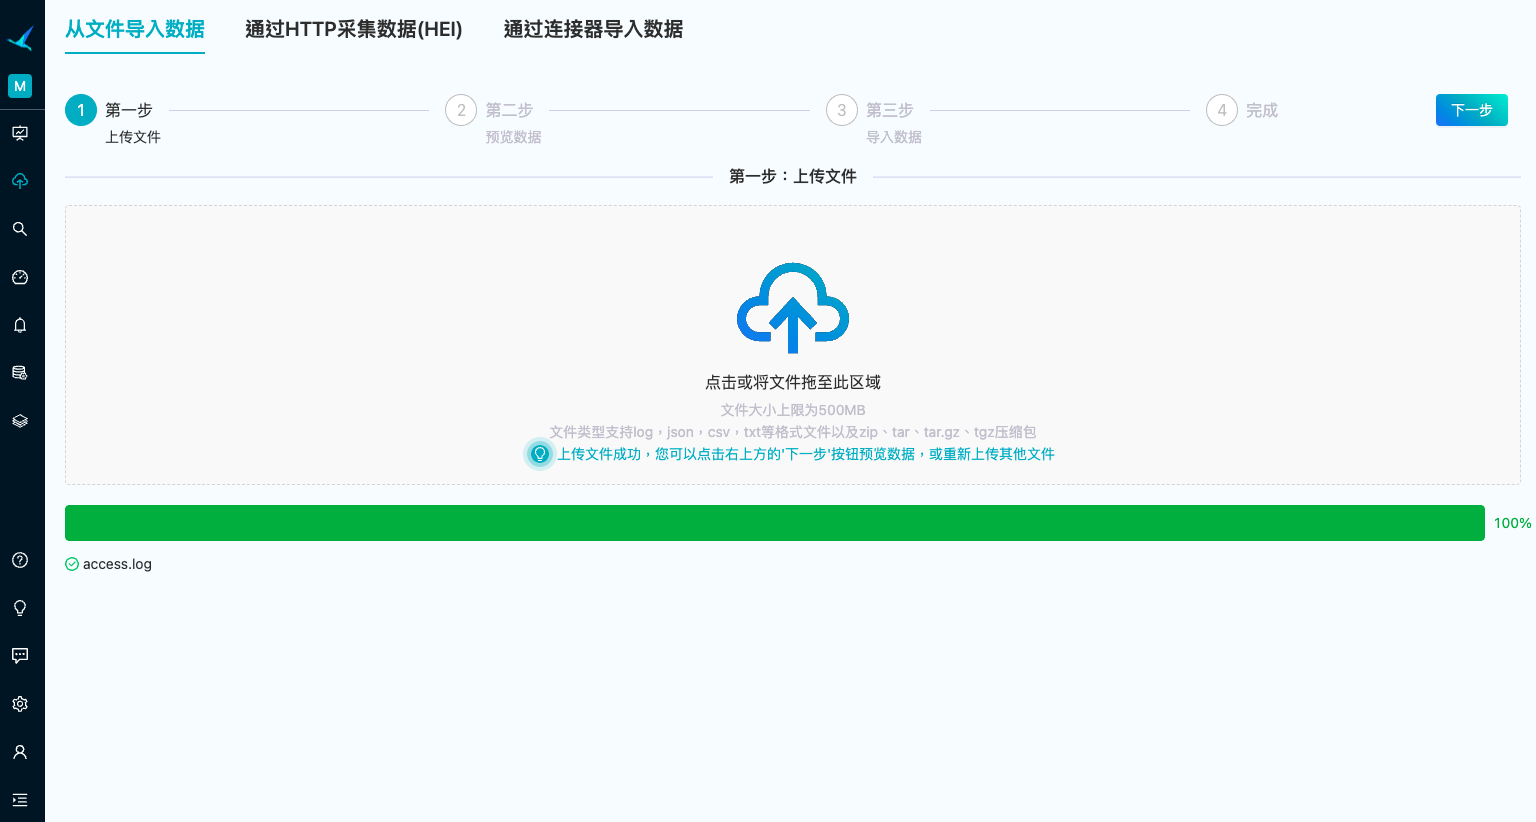 从文件导入数据 通过HTTP采集数据(HEI) 通过连接器导入数据
M
1 第一步 2 第二步 3 第三步 4 完成 下一步
上传文件 预览数据 导入数据
第一步：上传文件
点击或将文件拖至此区域
文件大小上限为500MB
文件类型支持log，json，csv，txt等格式文件以及zip、tar、tar.gz、tgz压缩包
上传文件成功，您可以点击右上方的'下一步'按钮预览数据，或重新上传其他文件
100%
access.log